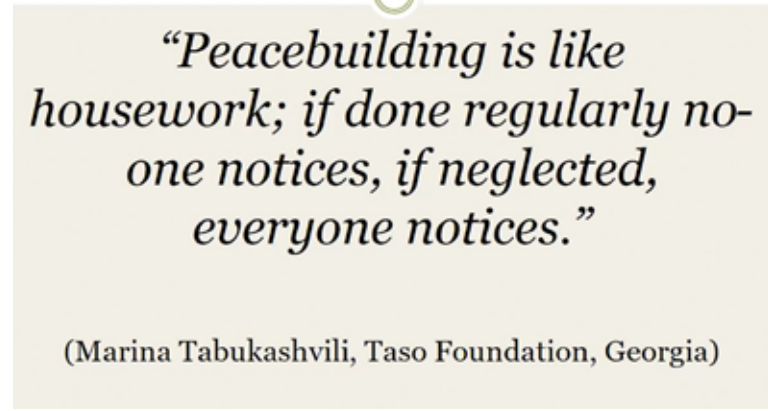 “Peacebuilding is like
housework; if done regularly no-
one notices, if neglected,
everyone notices.”
(Marina Tabukashvili, Taso Foundation, Georgia)